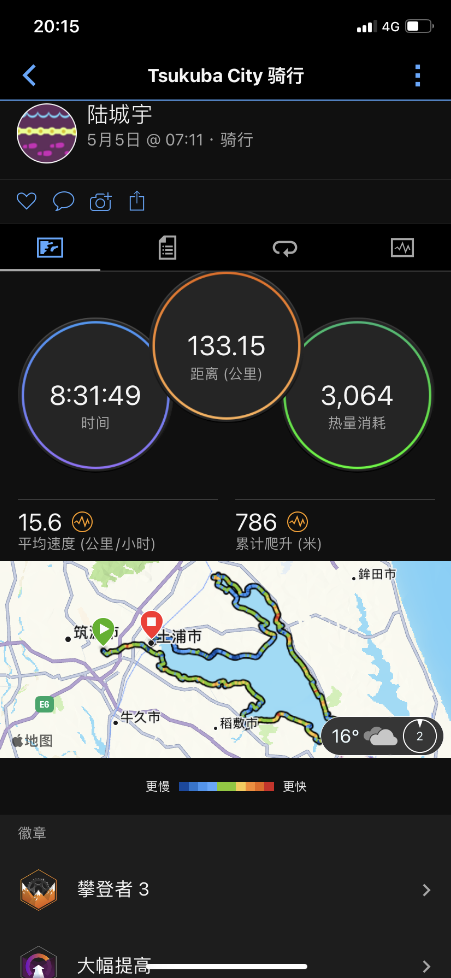 20:15
4G
Tsukuba City 骑行
陆城宇
5月5日 @ 07:11 · 骑行
133.15
距离 (公里)
8:31:49
时间
3,064
热量消耗
15.6
平均速度 (公里/小时)
786
累计爬升 (米)
鉾田市
土浦市
E6
牛久市
稲敷市
地图
16°
2
更慢
更快
徽章
攀登者 3
大幅提高